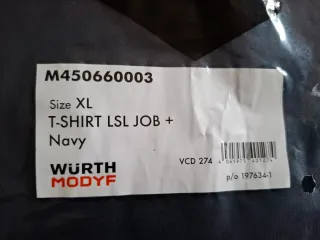 M450660003
Size XL
T-SHIRT LSL JOB +
Navy
WÜRTH
MODYF
VCD 274
p/o 197634-1